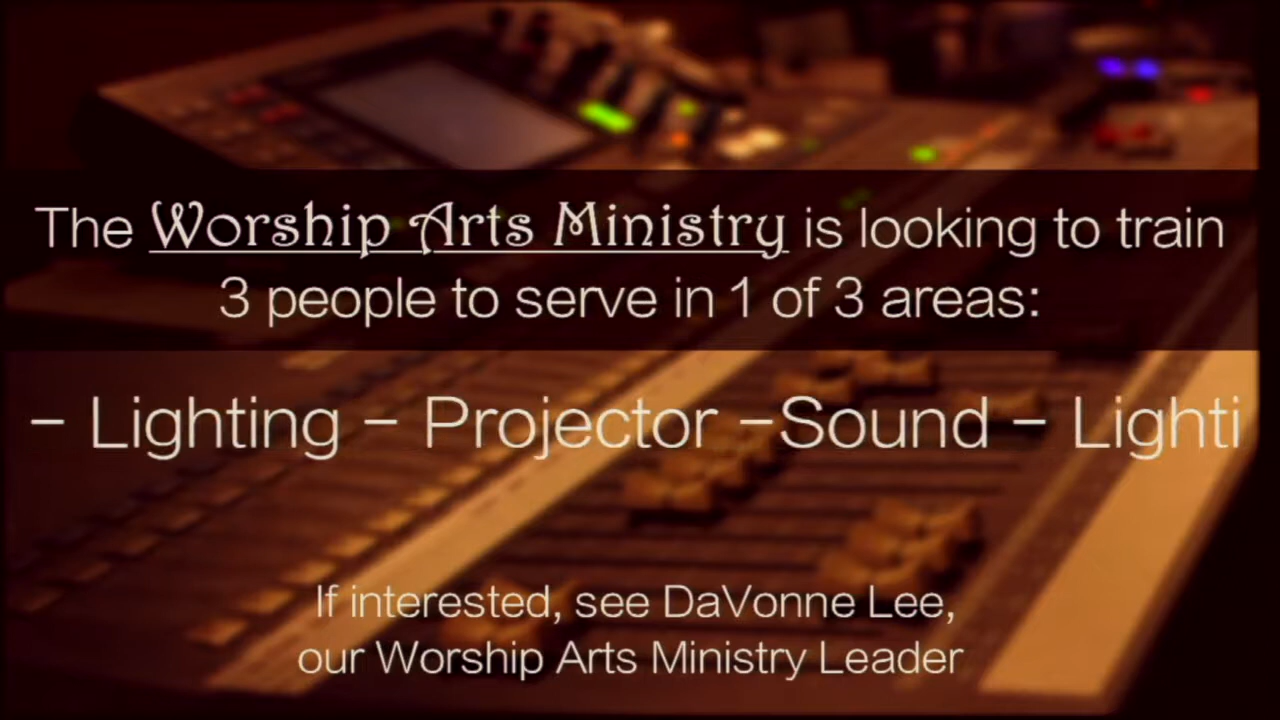 The Worship Arts Ministry is looking to train
3 people to serve in 1 of 3 areas:
- Lighting - Projector -Sound - Lighti
If interested, see DaVonne Lee,
our Worship Arts Ministry Leader